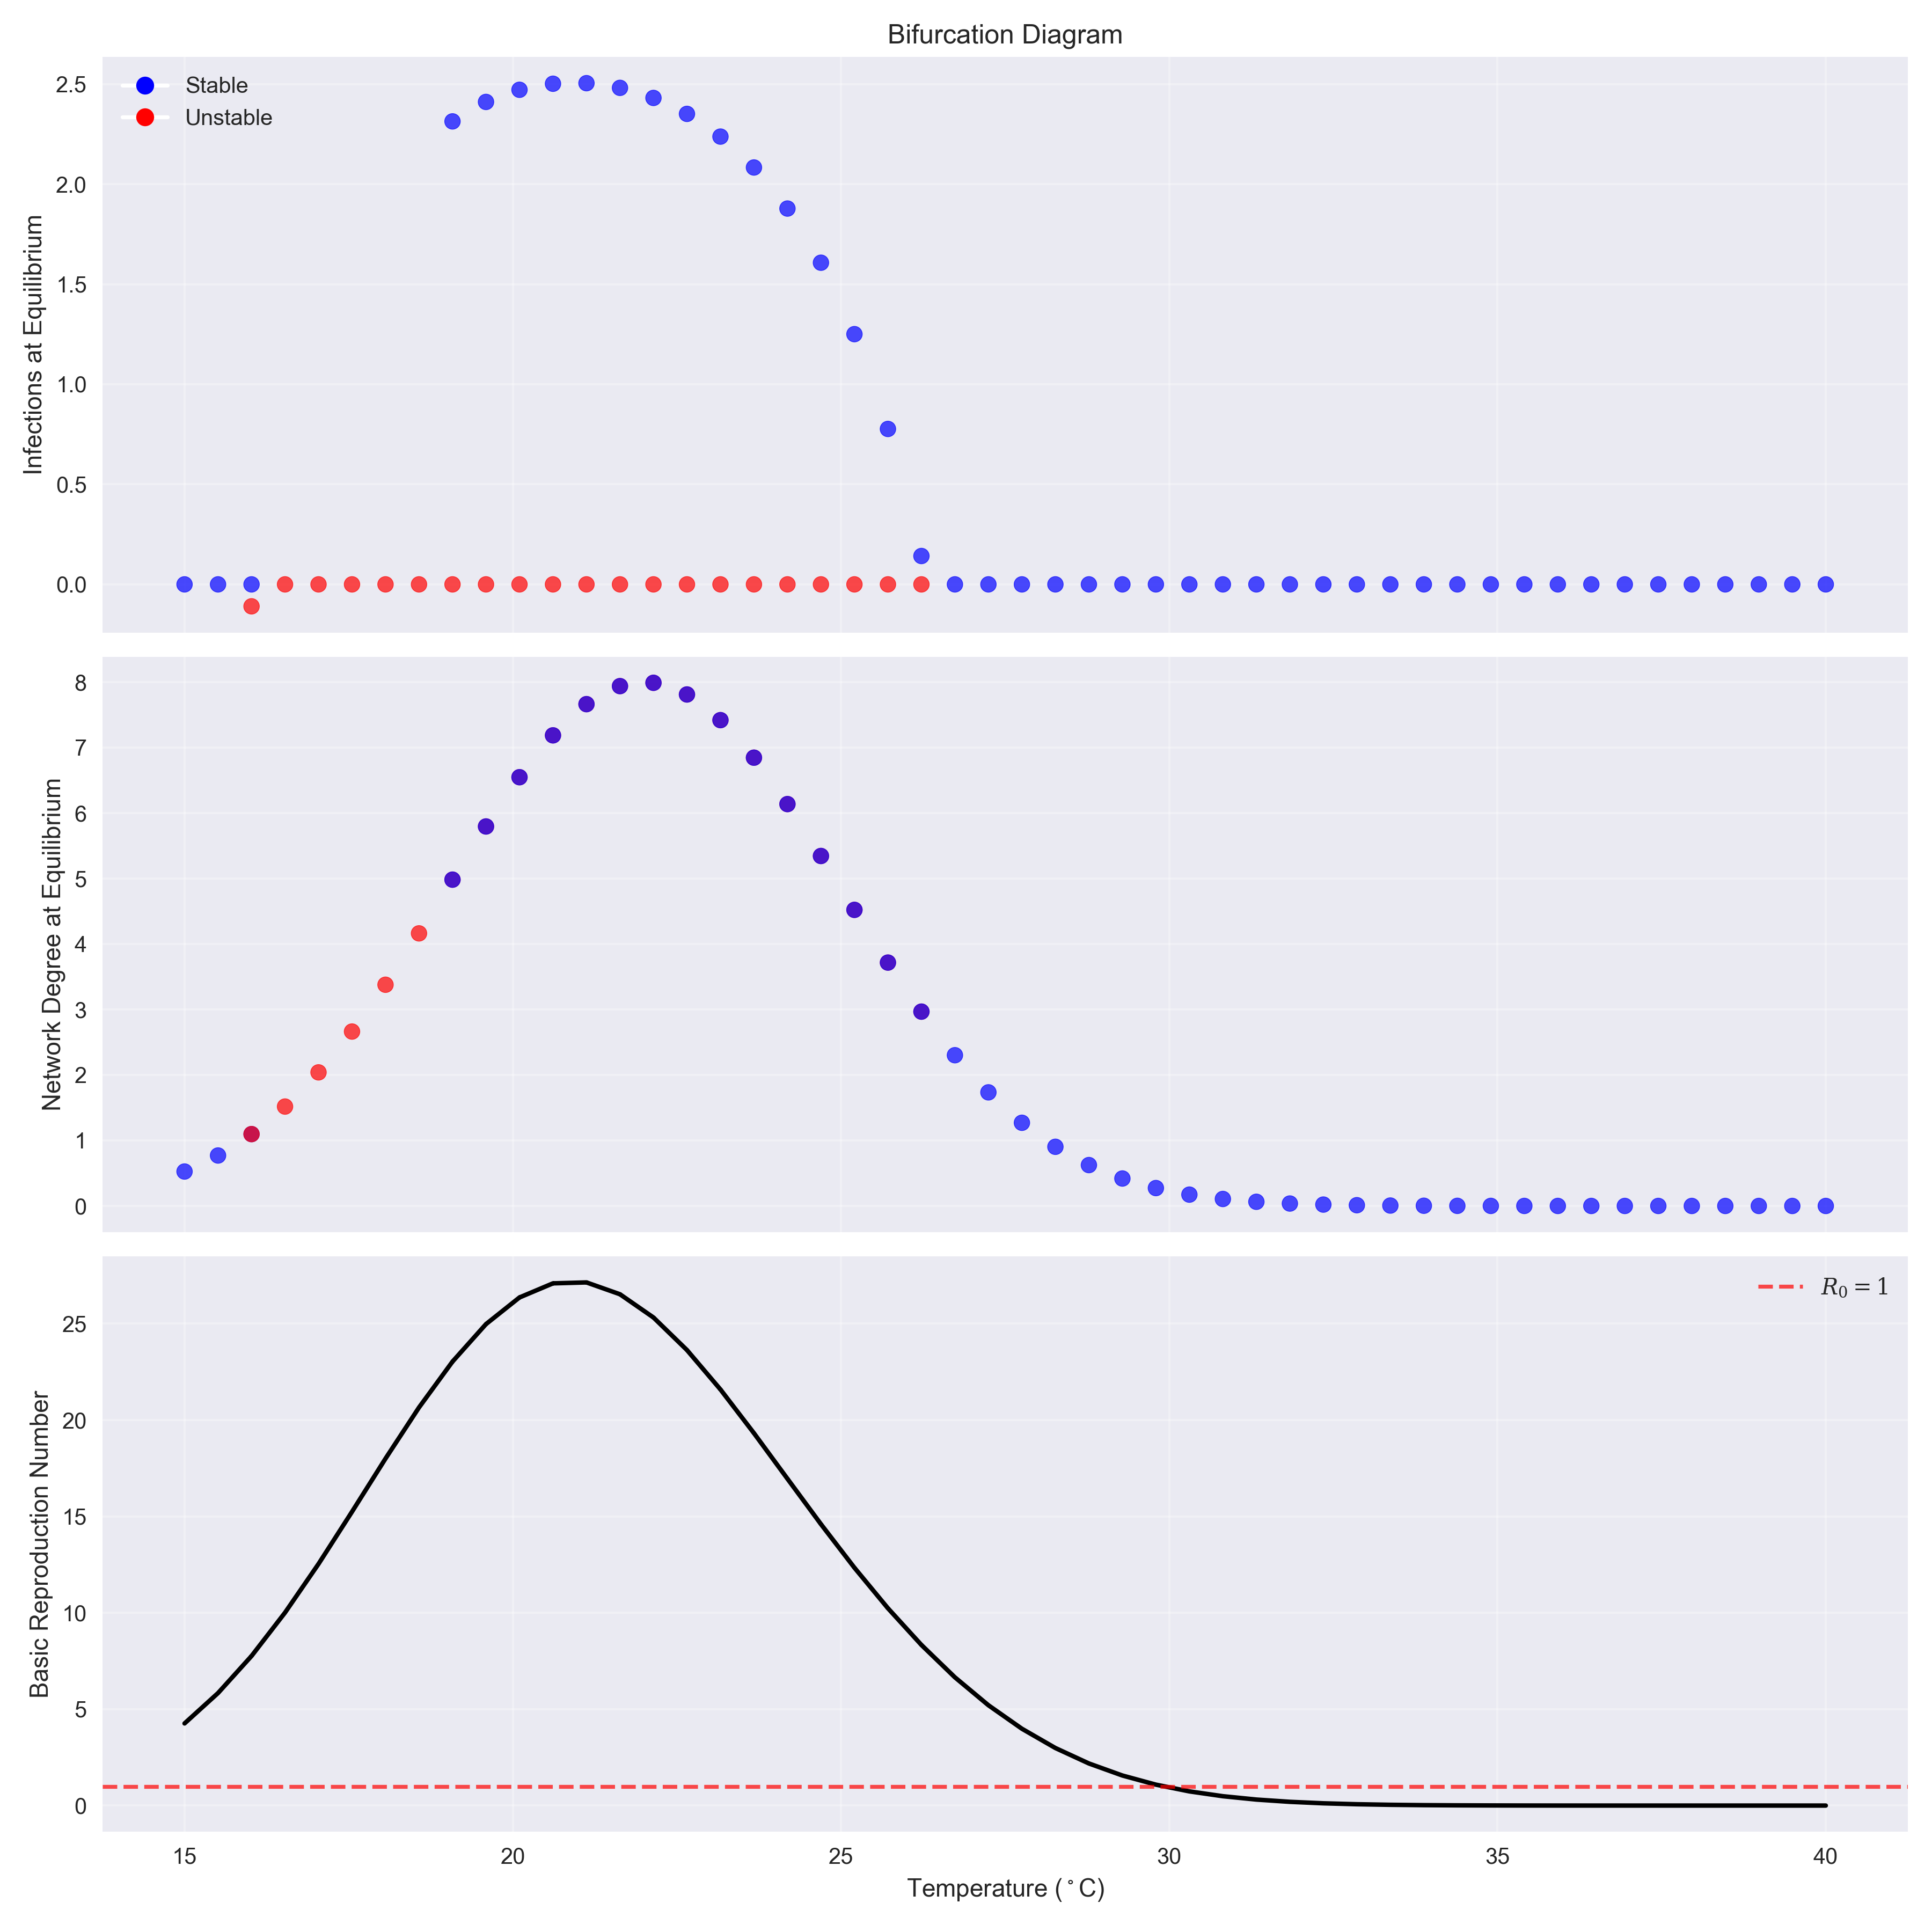 Bifurcation Diagram
Stable
Unstable
Infections at Equilibrium
2.5
2.0
1.5
1.0
0.5
0.0
Network Degree at Equilibrium
8
7
6
5
4
3
2
1
0
R₀ = 1
Basic Reproduction Number
25
20
15
10
5
0
15 20 25 30 35 40
Temperature (°C)